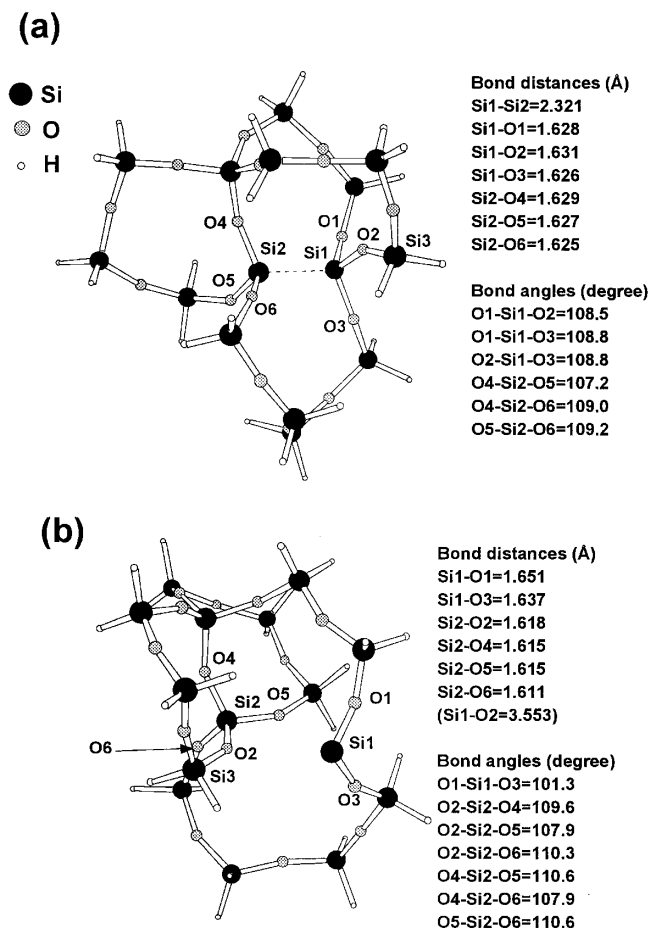 (a)
Si
O
H
O4
Si2
O5
O6
O1
Si1
O2
Si3
O3
Bond distances (Å)
Si1-Si2=2.321
Si1-O1=1.628
Si1-O2=1.631
Si1-O3=1.626
Si2-O4=1.629
Si2-O5=1.627
Si2-O6=1.625
Bond angles (degree)
O1-Si1-O2=108.5
O1-Si1-O3=108.8
O2-Si1-O3=108.8
O4-Si2-O5=107.2
O4-Si2-O6=109.0
O5-Si2-O6=109.2
(b)
O4
Si2
O5
O1
O6
O2
Si1
Si3
O3
Bond distances (Å)
Si1-O1=1.651
Si1-O3=1.637
Si2-O2=1.618
Si2-O4=1.615
Si2-O5=1.615
Si2-O6=1.611
(Si1-O2=3.553)
Bond angles (degree)
O1-Si1-O3=101.3
O2-Si2-O4=109.6
O2-Si2-O5=107.9
O2-Si2-O6=110.3
O4-Si2-O5=110.6
O4-Si2-O6=107.9
O5-Si2-O6=110.6